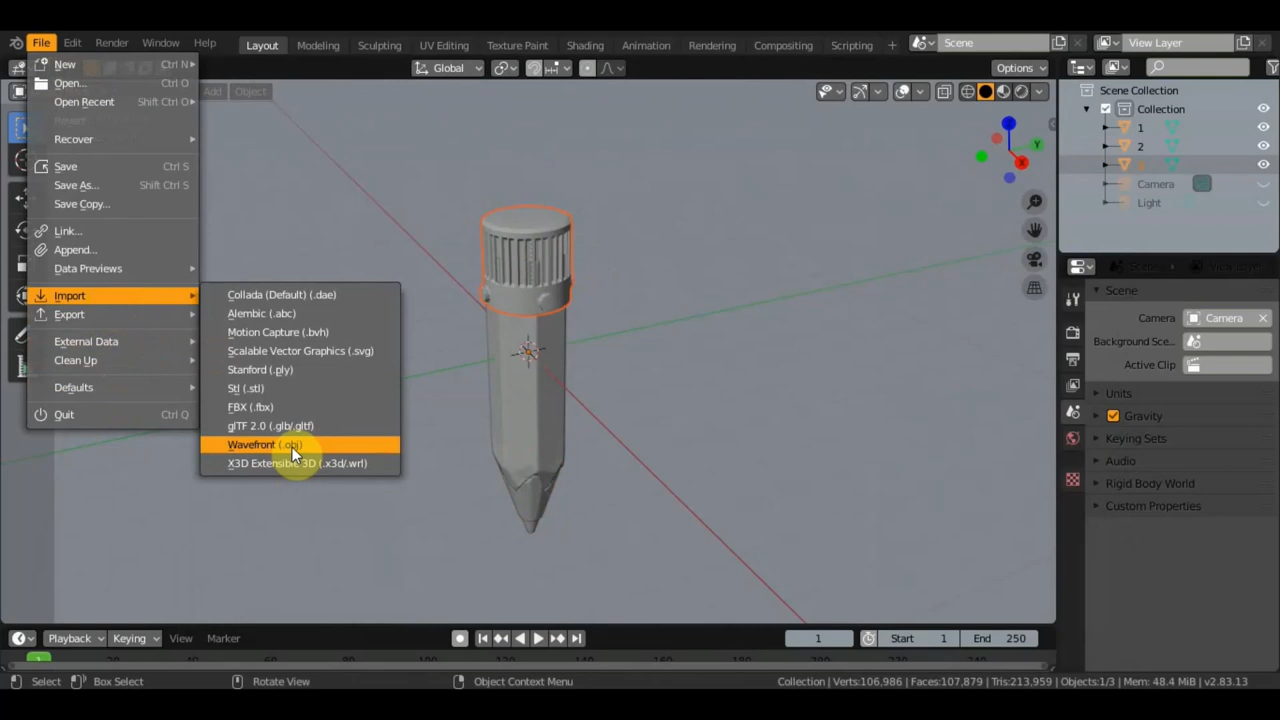 File Edit Render Window Help
Layout Modeling Sculpting UV Editing Texture Paint Shading Animation Rendering Compositing Scripting +
Scene
View Layer
Global
Options
Add Object
New Ctrl N
Open... Ctrl O
Open Recent Shift Ctrl O
Revert
Recover
Save Ctrl S
Save As... Shift Ctrl S
Save Copy...
Link...
Append...
Data Previews
Import
Export
External Data
Clean Up
Defaults
Quit Ctrl Q
Collada (Default) (.dae)
Alembic (.abc)
Motion Capture (.bvh)
Scalable Vector Graphics (.svg)
Stanford (.ply)
Stl (.stl)
FBX (.fbx)
glTF 2.0 (.glb/.gltf)
Wavefront (.obj)
X3D Extensible 3D (.x3d/.wrl)
Z
Y
X
Scene Collection
Collection
1
2
Camera
Light
Scene
Camera Camera
Background Sce...
Active Clip
Units
Gravity
Keying Sets
Audio
Rigid Body World
Custom Properties
Playback Keying View Marker
1
Start 1 End 250
1
Select Box Select Rotate View Object Context Menu
Collection | Verts:106,986 | Faces:107,879 | Tris:213,959 | Objects:1/3 | Mem: 48.4 MiB | v2.83.13